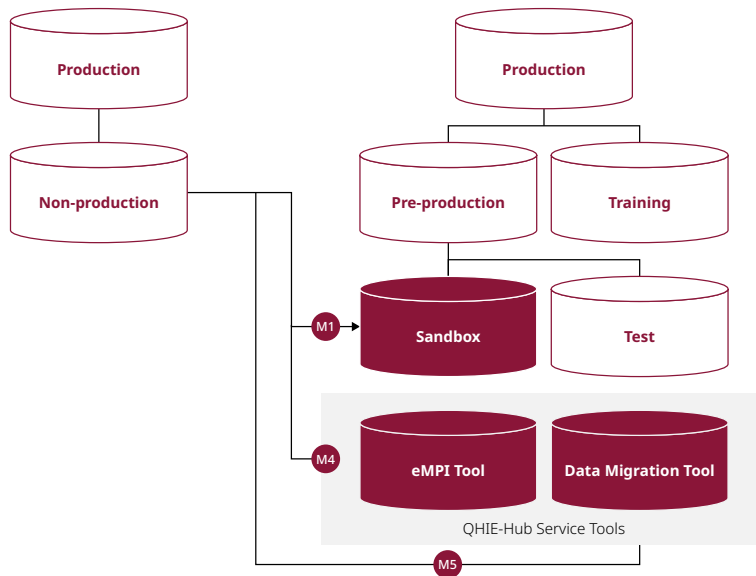 Production
Production
Non-production
Pre-production
Training
M1
Sandbox
Test
M4
eMPI Tool
Data Migration Tool
QHIE-Hub Service Tools
M5